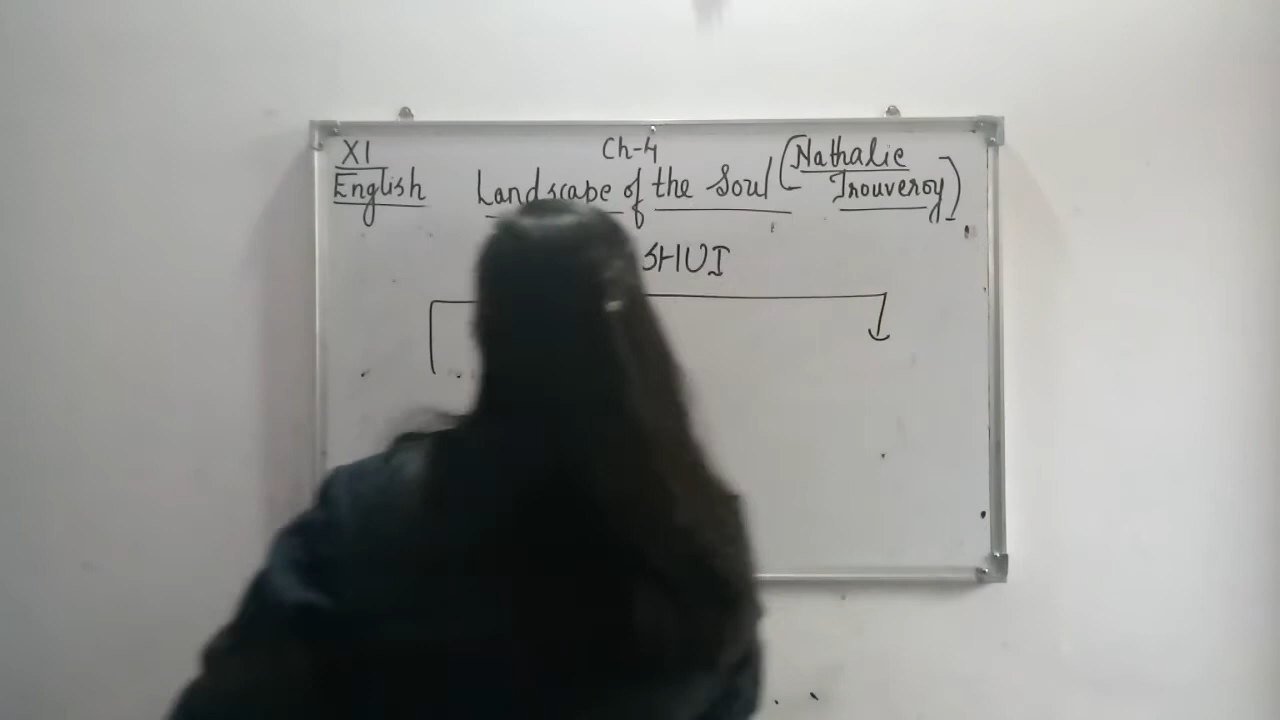 XI
English
Ch-4
Landscape of the Soul (Nathalie
Trouveroy)
SHUI